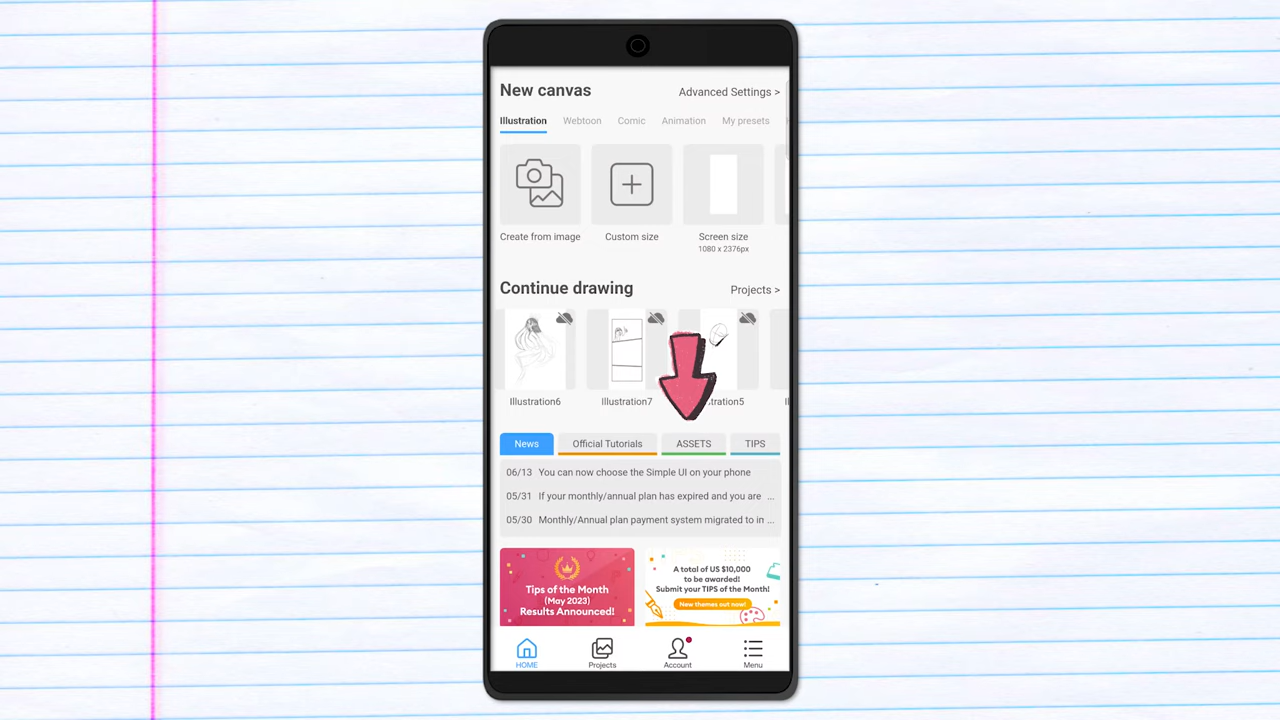 New canvas
Advanced Settings >
Illustration
Webtoon
Comic
Animation
My presets
Create from image
Custom size
Screen size
1080 x 2376px
Continue drawing
Projects >
Illustration6
Illustration7
tration5
News
Official Tutorials
ASSETS
TIPS
06/13 You can now choose the Simple UI on your phone
05/31 If your monthly/annual plan has expired and you are ...
05/30 Monthly/Annual plan payment system migrated to in ...
Tips of the Month
(May 2023)
Results Announced!
A total of US $10,000
to be awarded!
Submit your TIPS of the Month!
New themes out now!
HOME
Projects
Account
Menu